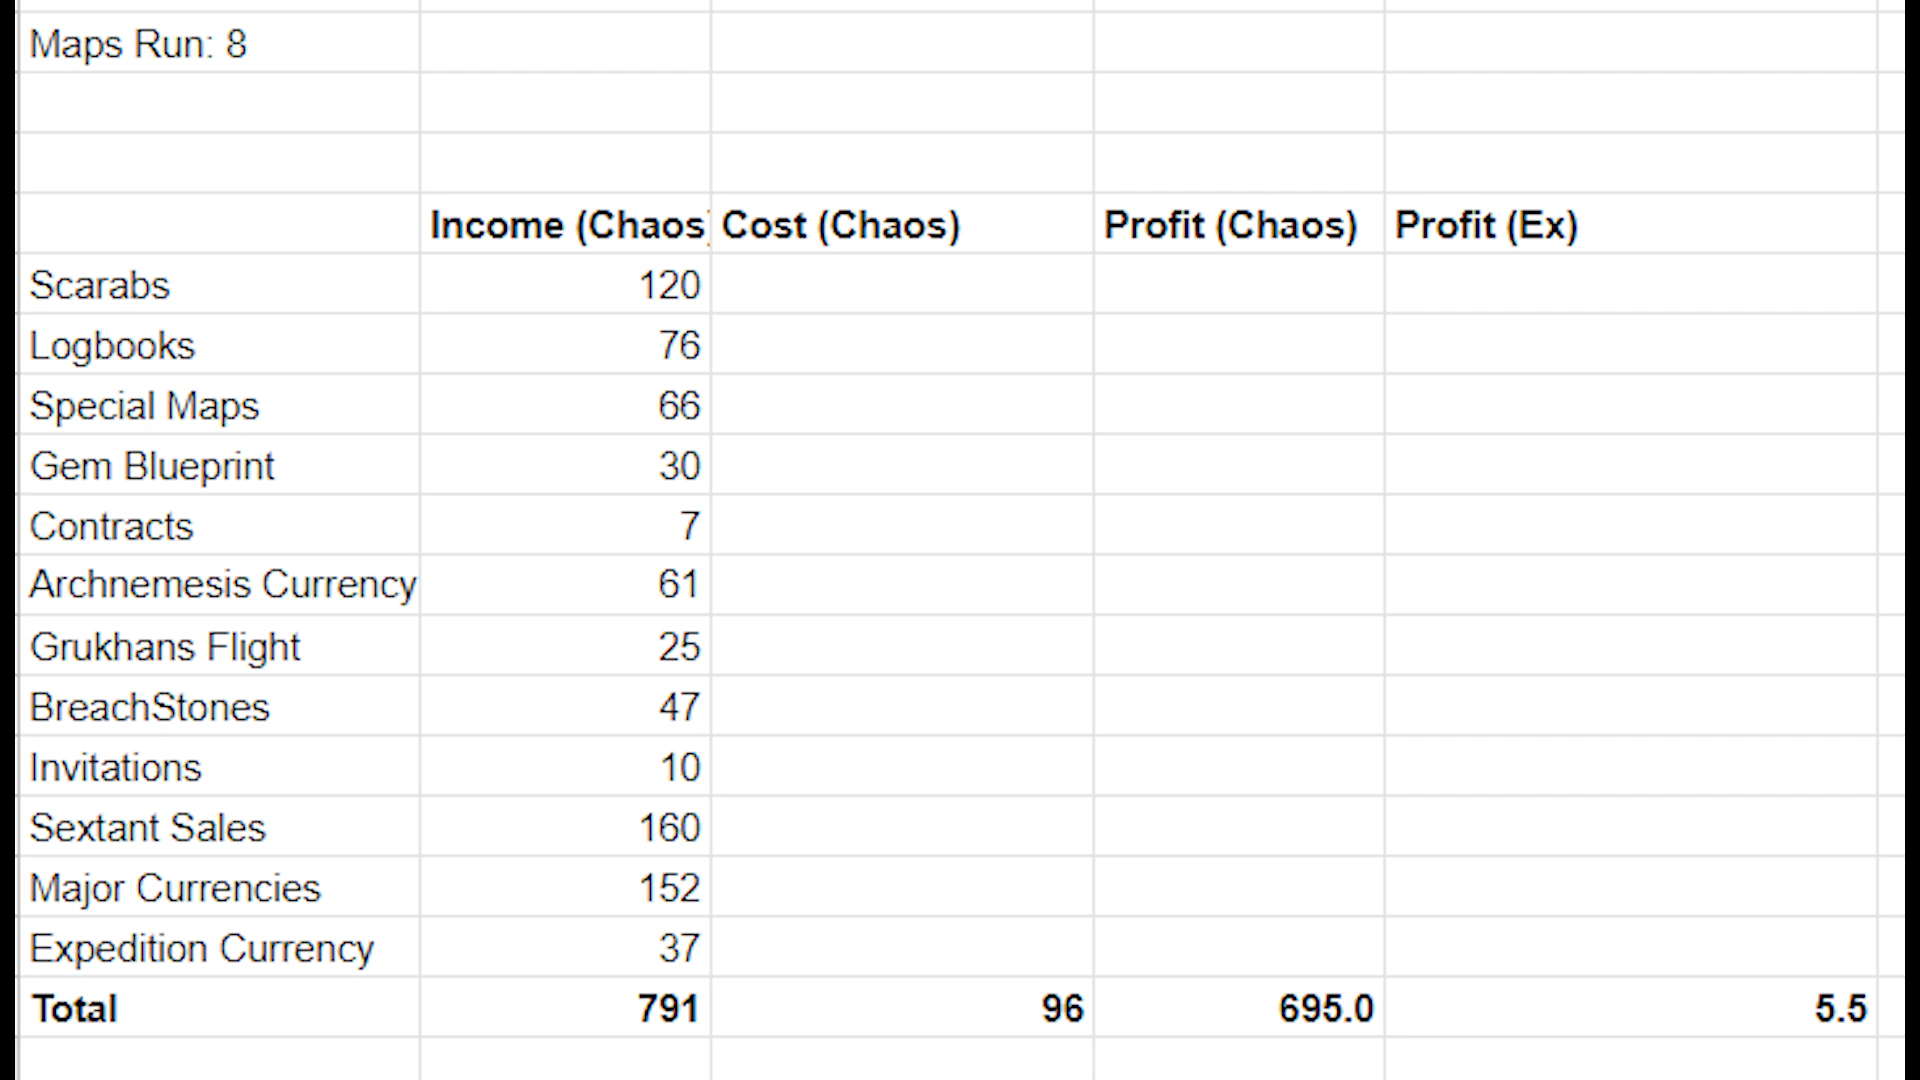 Maps Run: 8
Income (Chaos) Cost (Chaos) Profit (Chaos) Profit (Ex)
Scarabs 120
Logbooks 76
Special Maps 66
Gem Blueprint 30
Contracts 7
Archnemesis Currency 61
Grukhans Flight 25
BreachStones 47
Invitations 10
Sextant Sales 160
Major Currencies 152
Expedition Currency 37
Total 791 96 695.0 5.5